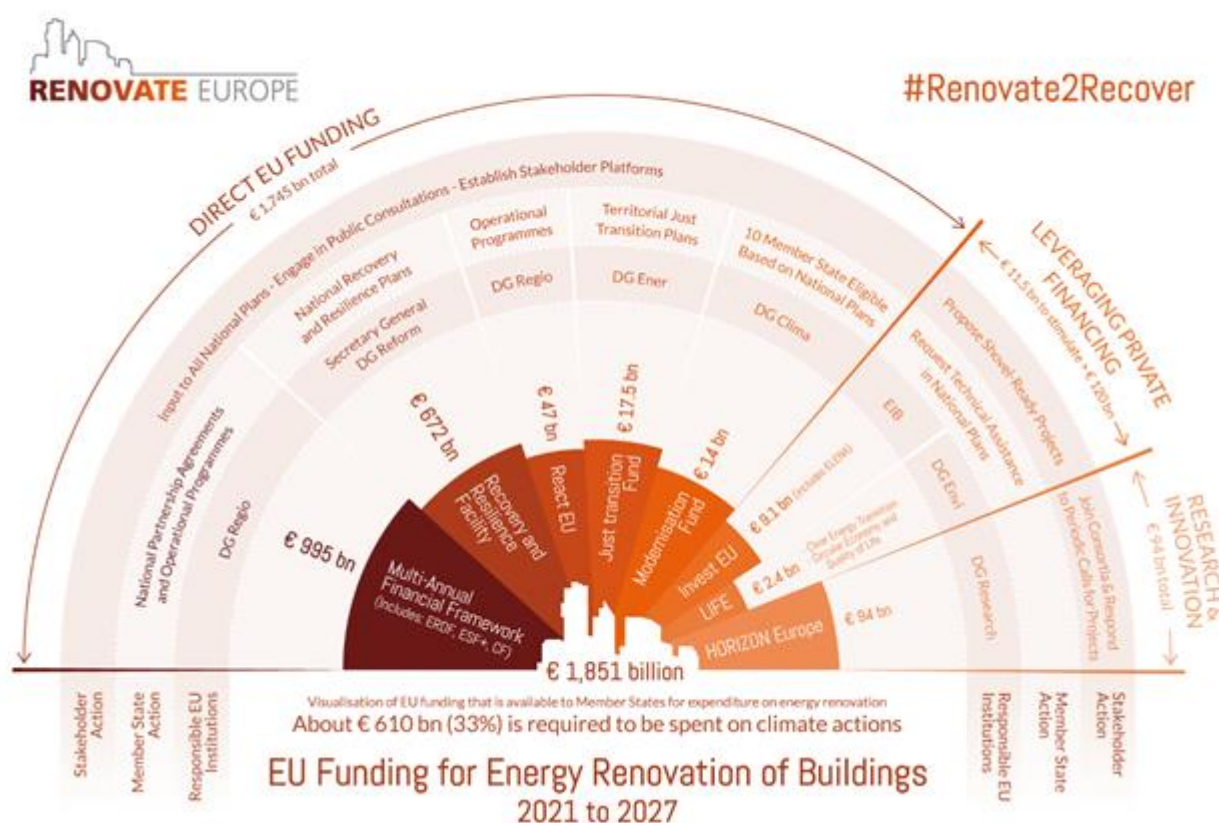 RENOVATE EUROPE
#Renovate2Recover
DIRECT EU FUNDING
€ 1,745 bn total
LEVERAGING PRIVATE
FINANCING
€ 11.5 bn to stimulate > € 120 bn
RESEARCH &
INNOVATION
€ 94 bn total
Input to All National Plans - Engage in Public Consultations - Establish Stakeholder Platforms
Propose Shovel-Ready Projects
Join Consortia & Respond
to Periodic Calls for Projects
National Partnership Agreements
and Operational Programmes
National Recovery
and Resilience Plans
Operational
Programmes
Territorial Just
Transition Plans
10 Member State Eligible
Based on National Plans
Request Technical Assistance
in National Plans
DG Regio
Secretary General
DG Reform
DG Regio
DG Ener
DG Clima
EIB
DG Envi
DG Research
€ 995 bn
€ 672 bn
€ 47 bn
€ 17.5 bn
€ 14 bn
€ 9.1 bn (includes ELENA)
€ 2.4 bn
Clear Energy Transition
Circular Economy and
Quality of Life
€ 94 bn
Multi-Annual
Financial Framework
(Includes: ERDF, ESF+, CF)
Recovery and
Resilience
Facility
React EU
Just transition
Fund
Modernisation
Fund
Invest EU
LIFE
HORIZON Europe
€ 1,851 billion
Stakeholder
Action
Member State
Action
Responsible EU
Institutions
Responsible EU
Institutions
Member State
Action
Stakeholder
Action
Visualisation of EU funding that is available to Member States for expenditure on energy renovation
About € 610 bn (33%) is required to be spent on climate actions
EU Funding for Energy Renovation of Buildings
2021 to 2027